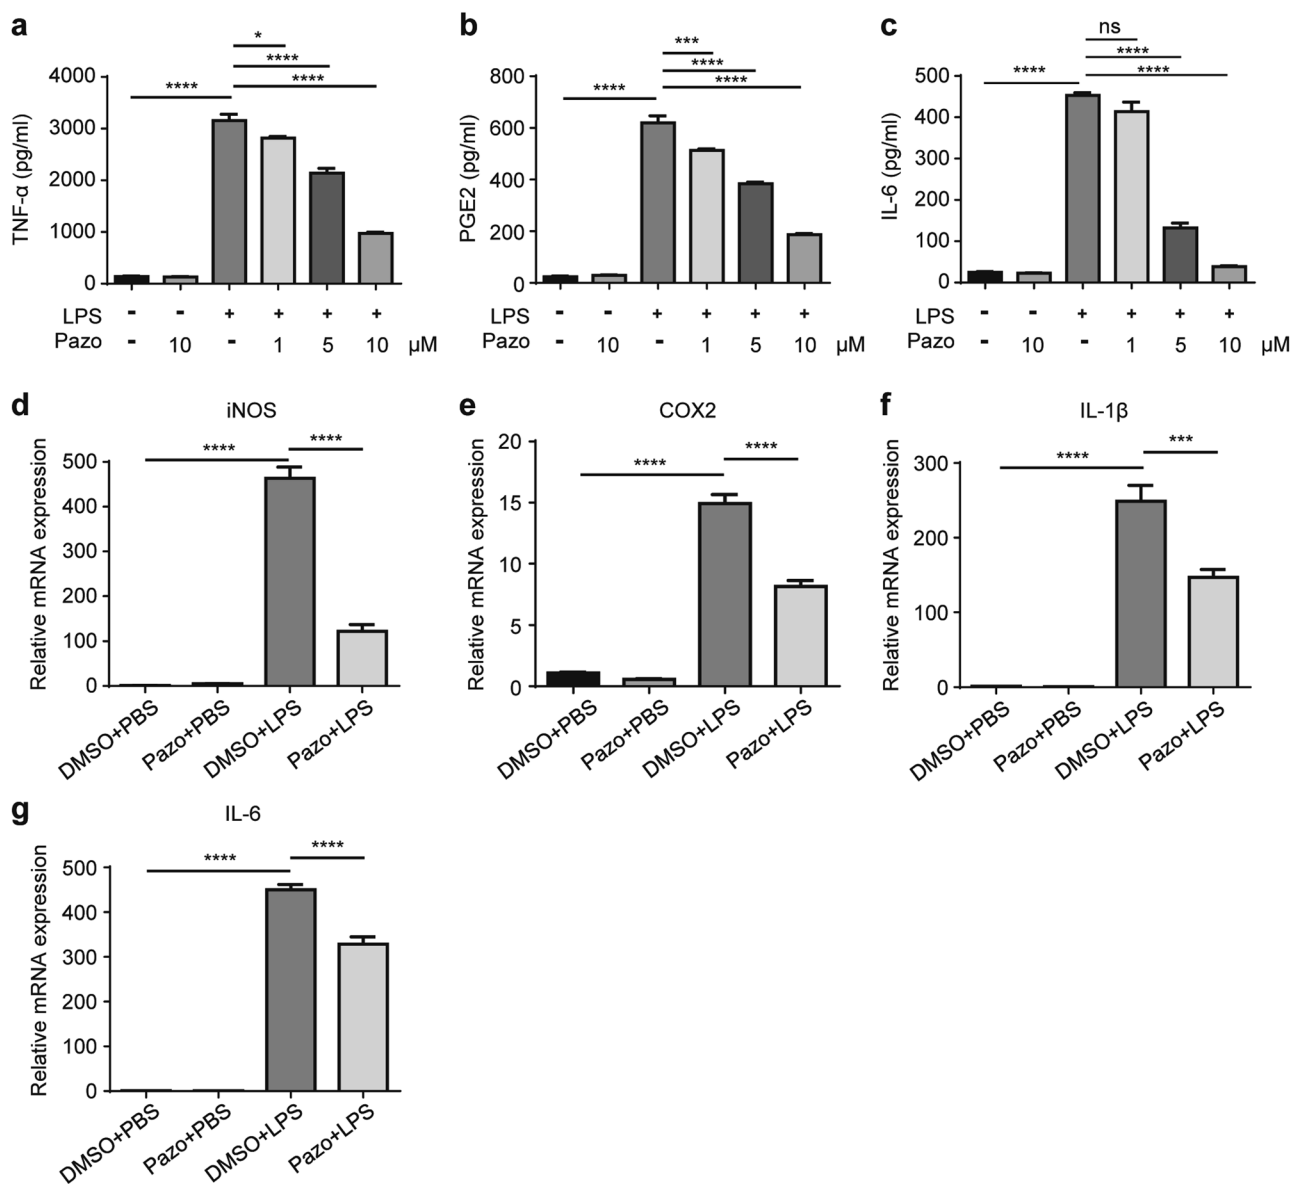 a
*
****
****
****
TNF-α (pg/ml)
4000
3000
2000
1000
0
LPS - - + + + +
Pazo - 10 - 1 5 10 μM
b
***
****
****
****
PGE2 (pg/ml)
800
600
400
200
0
LPS - - + + + +
Pazo - 10 - 1 5 10 μM
c
ns
****
****
****
IL-6 (pg/ml)
500
400
300
200
100
0
LPS - - + + + +
Pazo - 10 - 1 5 10 μM
d
iNOS
**** ****
Relative mRNA expression
500
400
300
200
100
0
DMSO+PBS
Pazo+PBS
DMSO+LPS
Pazo+LPS
e
COX2
**** ****
Relative mRNA expression
20
15
10
5
0
DMSO+PBS
Pazo+PBS
DMSO+LPS
Pazo+LPS
f
IL-1β
**** ***
Relative mRNA expression
300
200
100
0
DMSO+PBS
Pazo+PBS
DMSO+LPS
Pazo+LPS
g
IL-6
**** ****
Relative mRNA expression
500
400
300
200
100
0
DMSO+PBS
Pazo+PBS
DMSO+LPS
Pazo+LPS